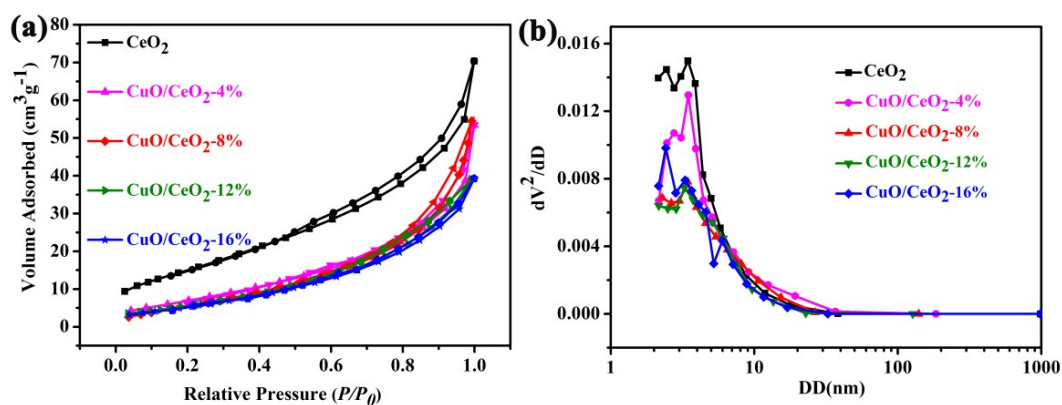 (a)
80
70
60
50
40
30
20
10
0
Volume Adsorbed (cm3g-1)
CeO2
CuO/CeO2-4%
CuO/CeO2-8%
CuO/CeO2-12%
CuO/CeO2-16%
0.0 0.2 0.4 0.6 0.8 1.0
Relative Pressure (P/P0)
(b)
0.016
0.012
0.008
0.004
0.000
dV2/dD
CeO2
CuO/CeO2-4%
CuO/CeO2-8%
CuO/CeO2-12%
CuO/CeO2-16%
1 10 100 1000
DD(nm)